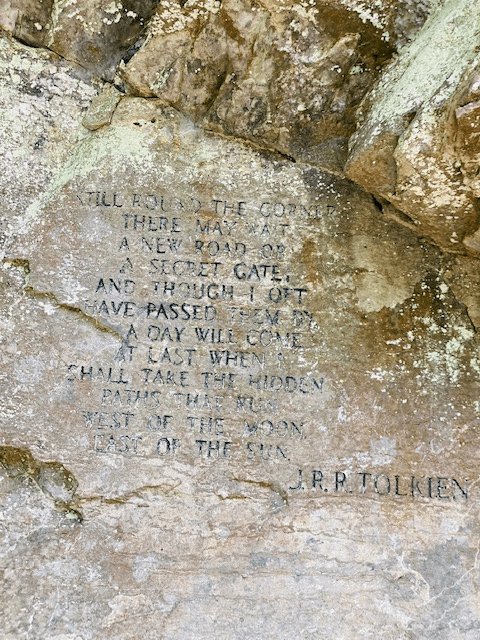 STILL ROUND THE CORNER
THERE MAY WAIT
A NEW ROAD OR
A SECRET GATE,
AND THOUGH I OFT
HAVE PASSED THEM BY
A DAY WILL COME
AT LAST WHEN I
SHALL TAKE THE HIDDEN
PATHS THAT RUN
WEST OF THE MOON,
EAST OF THE SUN.
J.R.R. TOLKIEN